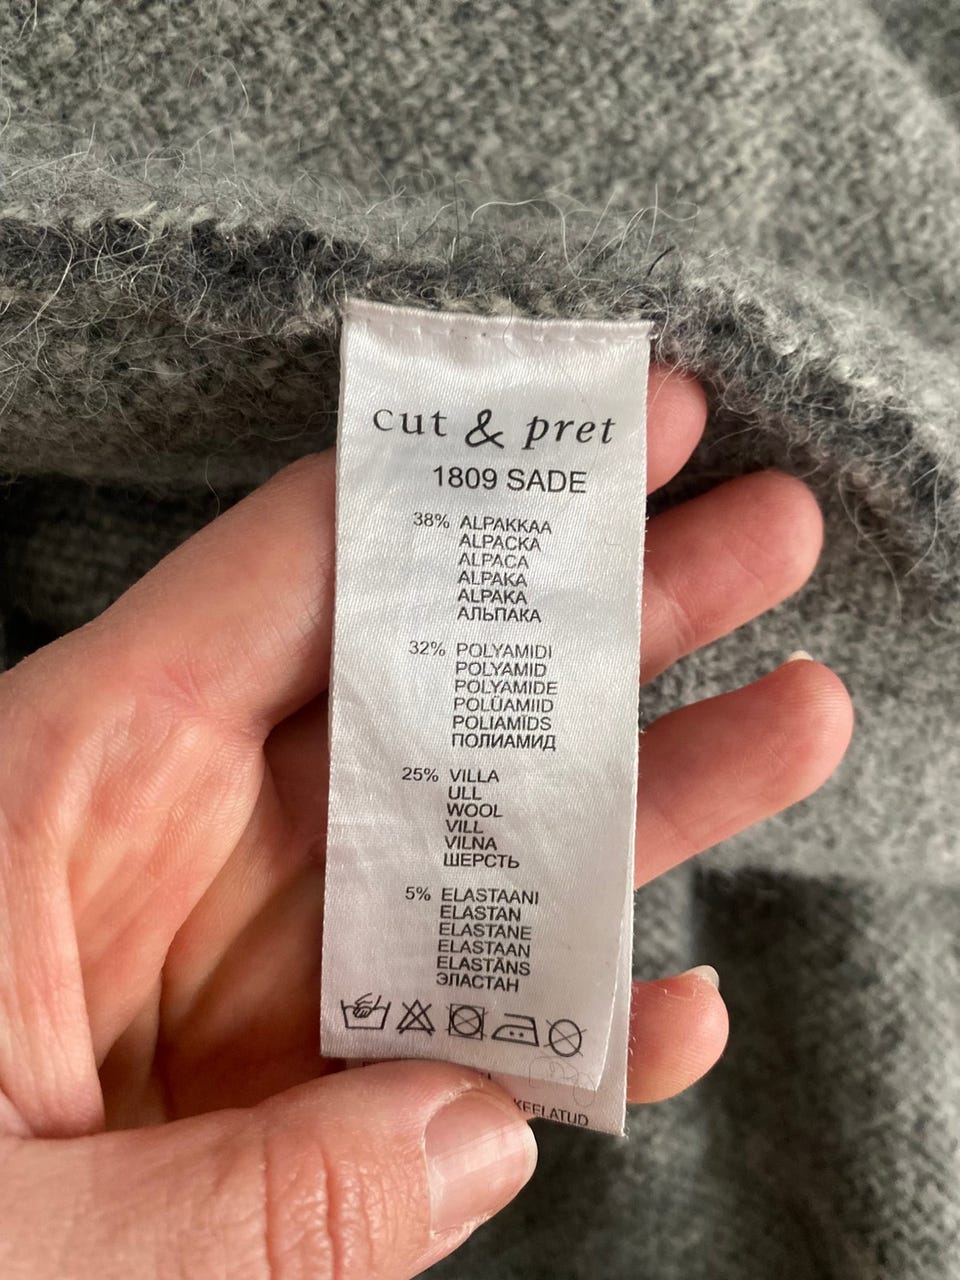 cut & pret
1809 SADE
38% ALPAKKAA
ALPACKA
ALPACA
ALPAKA
ALPAKA
АЛЬПАКА
32% POLYAMIDI
POLYAMID
POLYAMIDE
POLÜAMIID
POLIAMĪDS
ПОЛИАМИД
25% VILLA
ULL
WOOL
VILL
VILNA
ШЕРСТЬ
5% ELASTAANI
ELASTAN
ELASTANE
ELASTAAN
ELASTĀNS
ЭЛАСТАН
KEELATUD